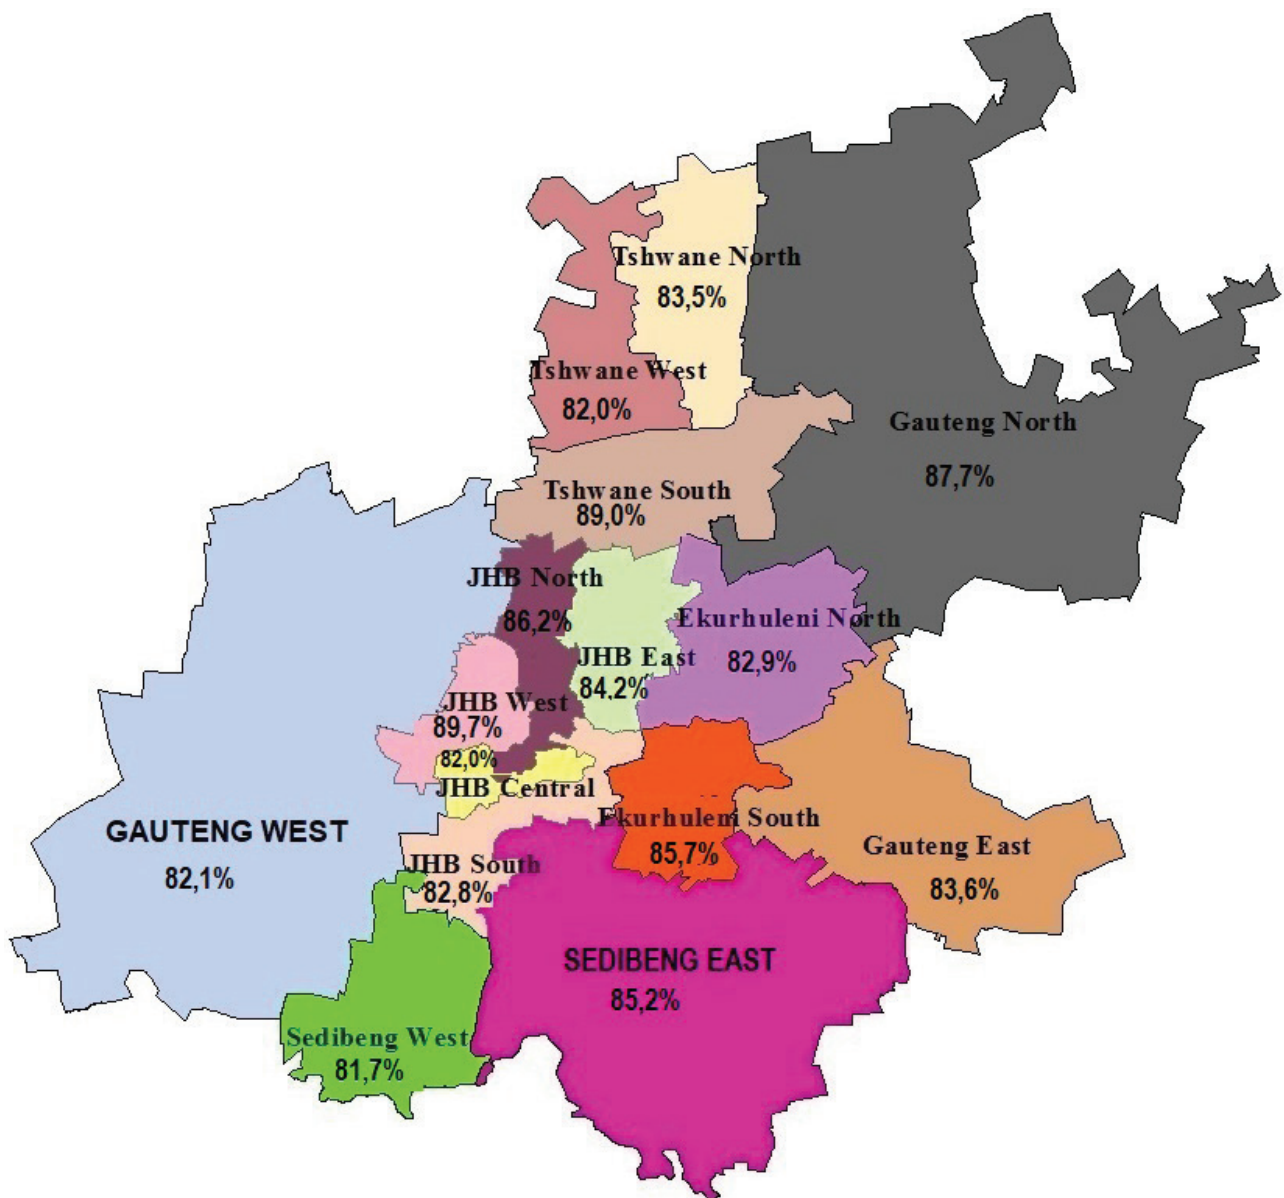 Tshwane North
83,5%
Tshwane West
82,0%
Gauteng North
87,7%
Tshwane South
89,0%
JHB North
86,2%
Ekurhuleni North
82,9%
JHB East
84,2%
JHB West
89,7%
82,0%
JHB Central
GAUTENG WEST
82,1%
Ekurhuleni South
85,7%
Gauteng East
83,6%
JHB South
82,8%
SEDIBENG EAST
85,2%
Sedibeng West
81,7%